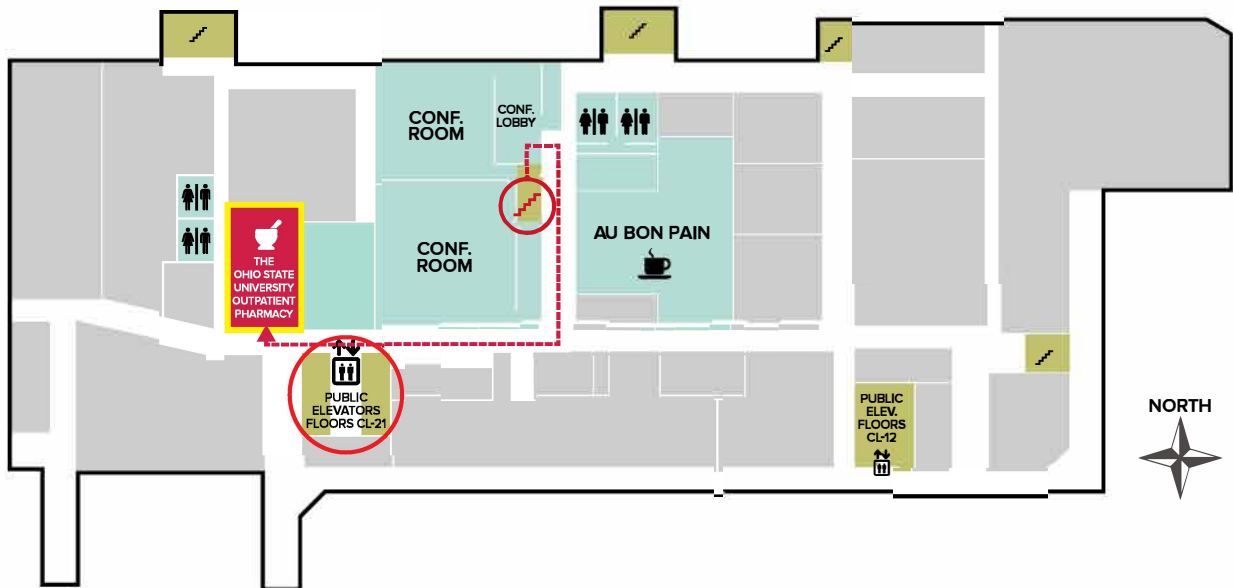 CONF.
ROOM
CONF.
LOBBY
THE
OHIO STATE
UNIVERSITY
OUTPATIENT
PHARMACY
CONF.
ROOM
AU BON PAIN
PUBLIC
ELEVATORS
FLOORS CL-21
PUBLIC
ELEV.
FLOORS
CL-12
NORTH